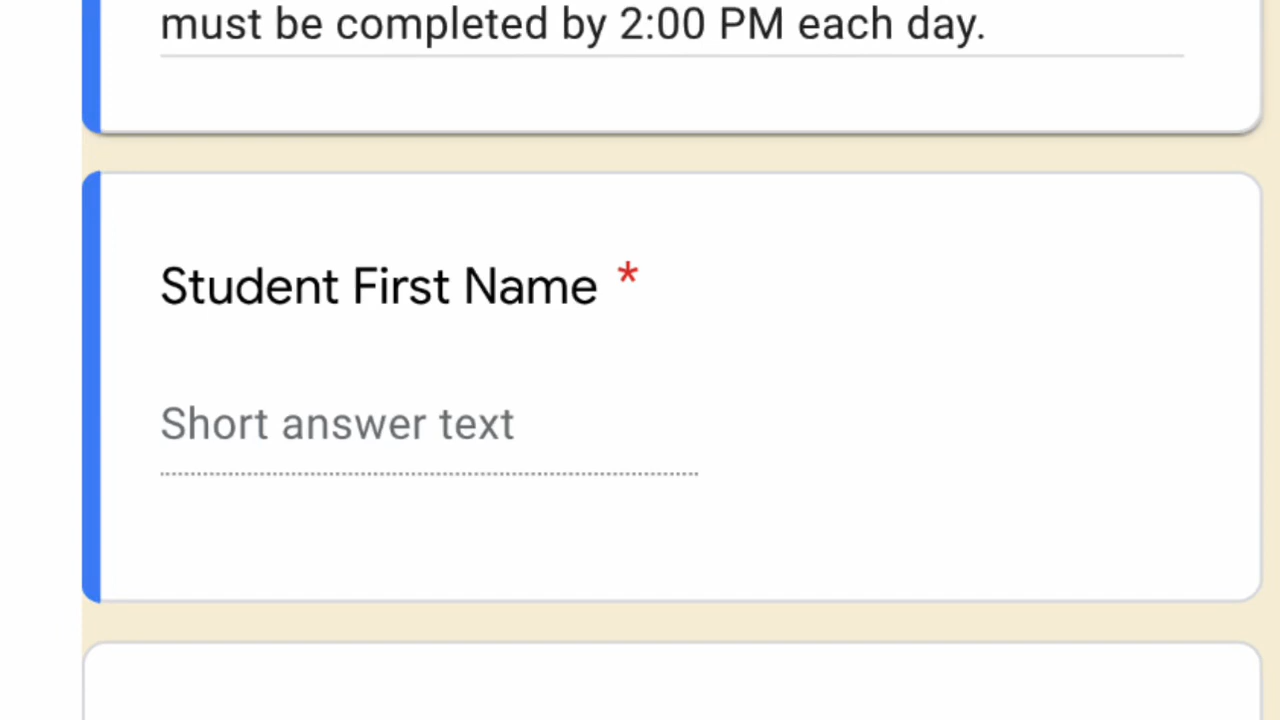 must be completed by 2:00 PM each day.
Student First Name *
Short answer text